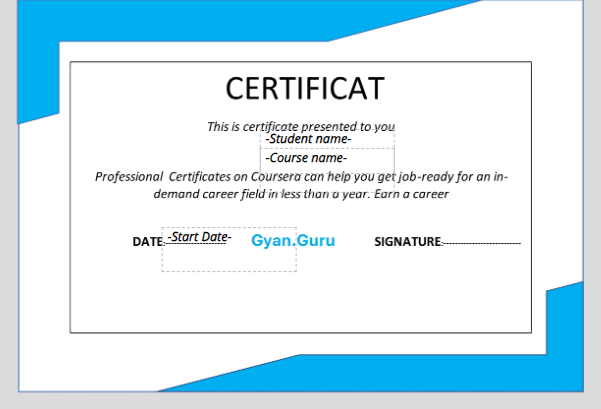 CERTIFICAT
This is certificate presented to you
-Student name-
-Course name-
Professional Certificates on Coursera can help you get job-ready for an in-
demand career field in less than a year. Earn a career
DATE: -Start Date- Gyan.Guru SIGNATURE:--------------------------